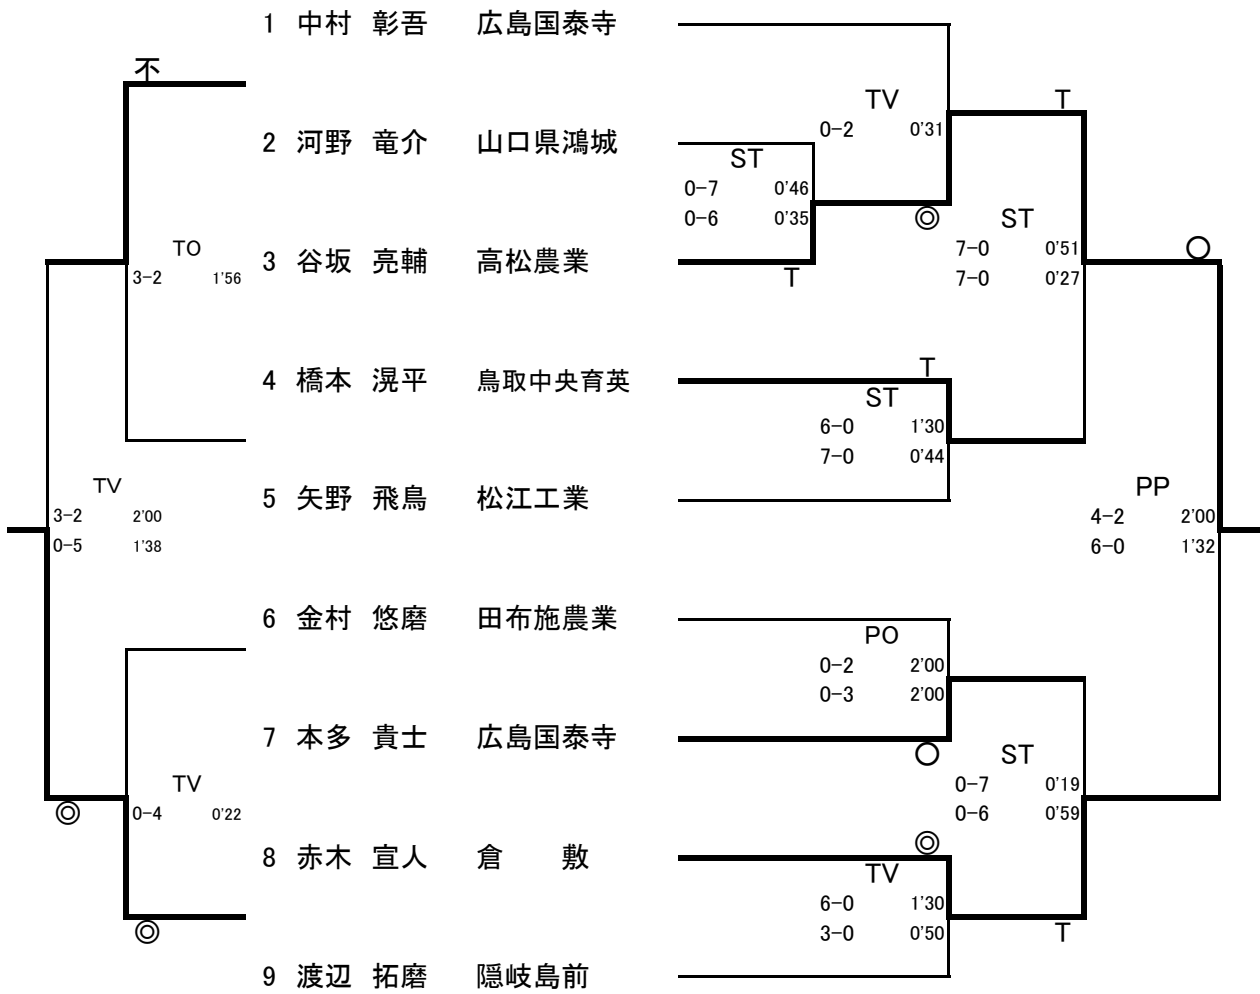 1 中村 彰吾 広島国泰寺
不
TV T
0-2 0'31
2 河野 竜介 山口県鴻城
ST
0-7 0'46
0-6 0'35
◎
ST
7-0 0'51
7-0 0'27
○
TO
3-2 1'56
3 谷坂 亮輔 高松農業
T
4 橋本 滉平 鳥取中央育英
T
ST
6-0 1'30
7-0 0'44
TV
3-2 2'00
0-5 1'38
5 矢野 飛鳥 松江工業
PP
4-2 2'00
6-0 1'32
6 金村 悠磨 田布施農業
PO
0-2 2'00
0-3 2'00
7 本多 貴士 広島国泰寺
○
ST
0-7 0'19
0-6 0'59
TV
0-4 0'22
◎
8 赤木 宣人 倉 敷
◎
TV
6-0 1'30
3-0 0'50
T
◎
9 渡辺 拓磨 隠岐島前